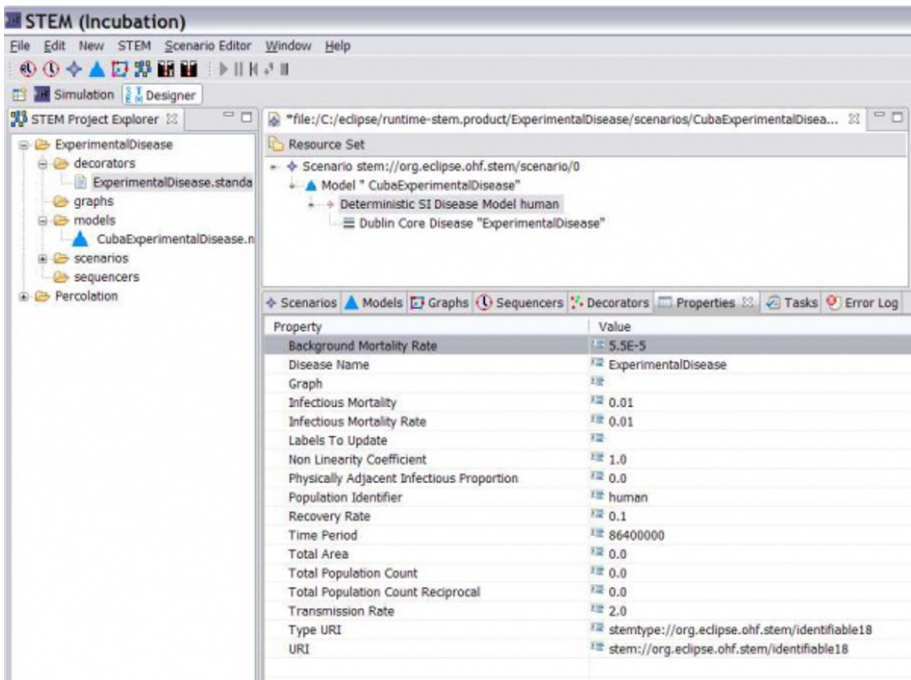 STEM (Incubation)
File Edit New STEM Scenario Editor Window Help
Simulation Designer
STEM Project Explorer
ExperimentalDisease
decorators
ExperimentalDisease.standa
graphs
models
CubaExperimentalDisease.n
scenarios
sequencers
Percolation
*file:/C:/eclipse/runtime-stem.product/ExperimentalDisease/scenarios/CubaExperimentalDisea...
Resource Set
Scenario stem://org.eclipse.ohf.stem/scenario/0
Model " CubaExperimentalDisease"
Deterministic SI Disease Model human
Dublin Core Disease "ExperimentalDisease"
Scenarios Models Graphs Sequencers Decorators Properties Tasks Error Log
Property Value
Background Mortality Rate 5.5E-5
Disease Name ExperimentalDisease
Graph
Infectious Mortality 0.01
Infectious Mortality Rate 0.01
Labels To Update
Non Linearity Coefficient 1.0
Physically Adjacent Infectious Proportion 0.0
Population Identifier human
Recovery Rate 0.1
Time Period 86400000
Total Area 0.0
Total Population Count 0.0
Total Population Count Reciprocal 0.0
Transmission Rate 2.0
Type URI stemtype://org.eclipse.ohf.stem/identifiable18
URI stem://org.eclipse.ohf.stem/identifiable18